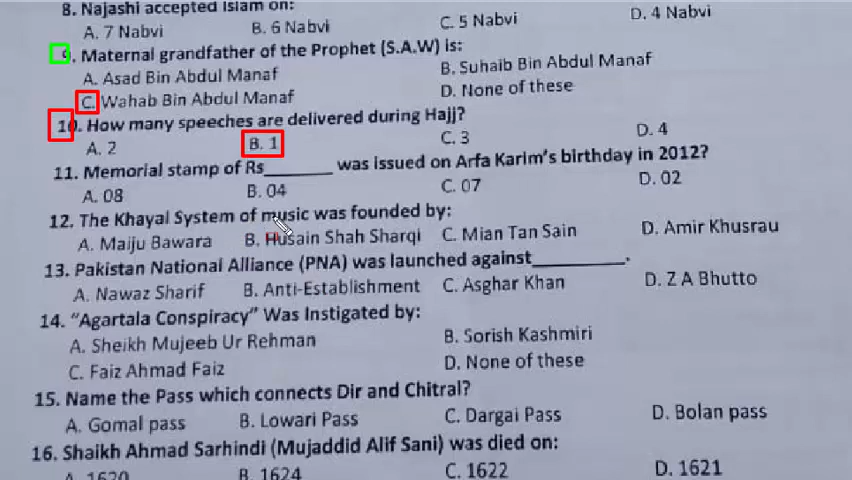 8. Najashi accepted Islam on:
A. 7 Nabvi B. 6 Nabvi C. 5 Nabvi D. 4 Nabvi
9. Maternal grandfather of the Prophet (S.A.W) is:
A. Asad Bin Abdul Manaf B. Suhaib Bin Abdul Manaf
C. Wahab Bin Abdul Manaf D. None of these
10. How many speeches are delivered during Hajj?
A. 2 B. 1 C. 3 D. 4
11. Memorial stamp of Rs______ was issued on Arfa Karim's birthday in 2012?
A. 08 B. 04 C. 07 D. 02
12. The Khayal System of music was founded by:
A. Maiju Bawara B. Husain Shah Sharqi C. Mian Tan Sain D. Amir Khusrau
13. Pakistan National Alliance (PNA) was launched against________.
A. Nawaz Sharif B. Anti-Establishment C. Asghar Khan D. Z A Bhutto
14. "Agartala Conspiracy" Was Instigated by:
A. Sheikh Mujeeb Ur Rehman B. Sorish Kashmiri
C. Faiz Ahmad Faiz D. None of these
15. Name the Pass which connects Dir and Chitral?
A. Gomal pass B. Lowari Pass C. Dargai Pass D. Bolan pass
16. Shaikh Ahmad Sarhindi (Mujaddid Alif Sani) was died on:
A. 1620 B. 1624 C. 1622 D. 1621